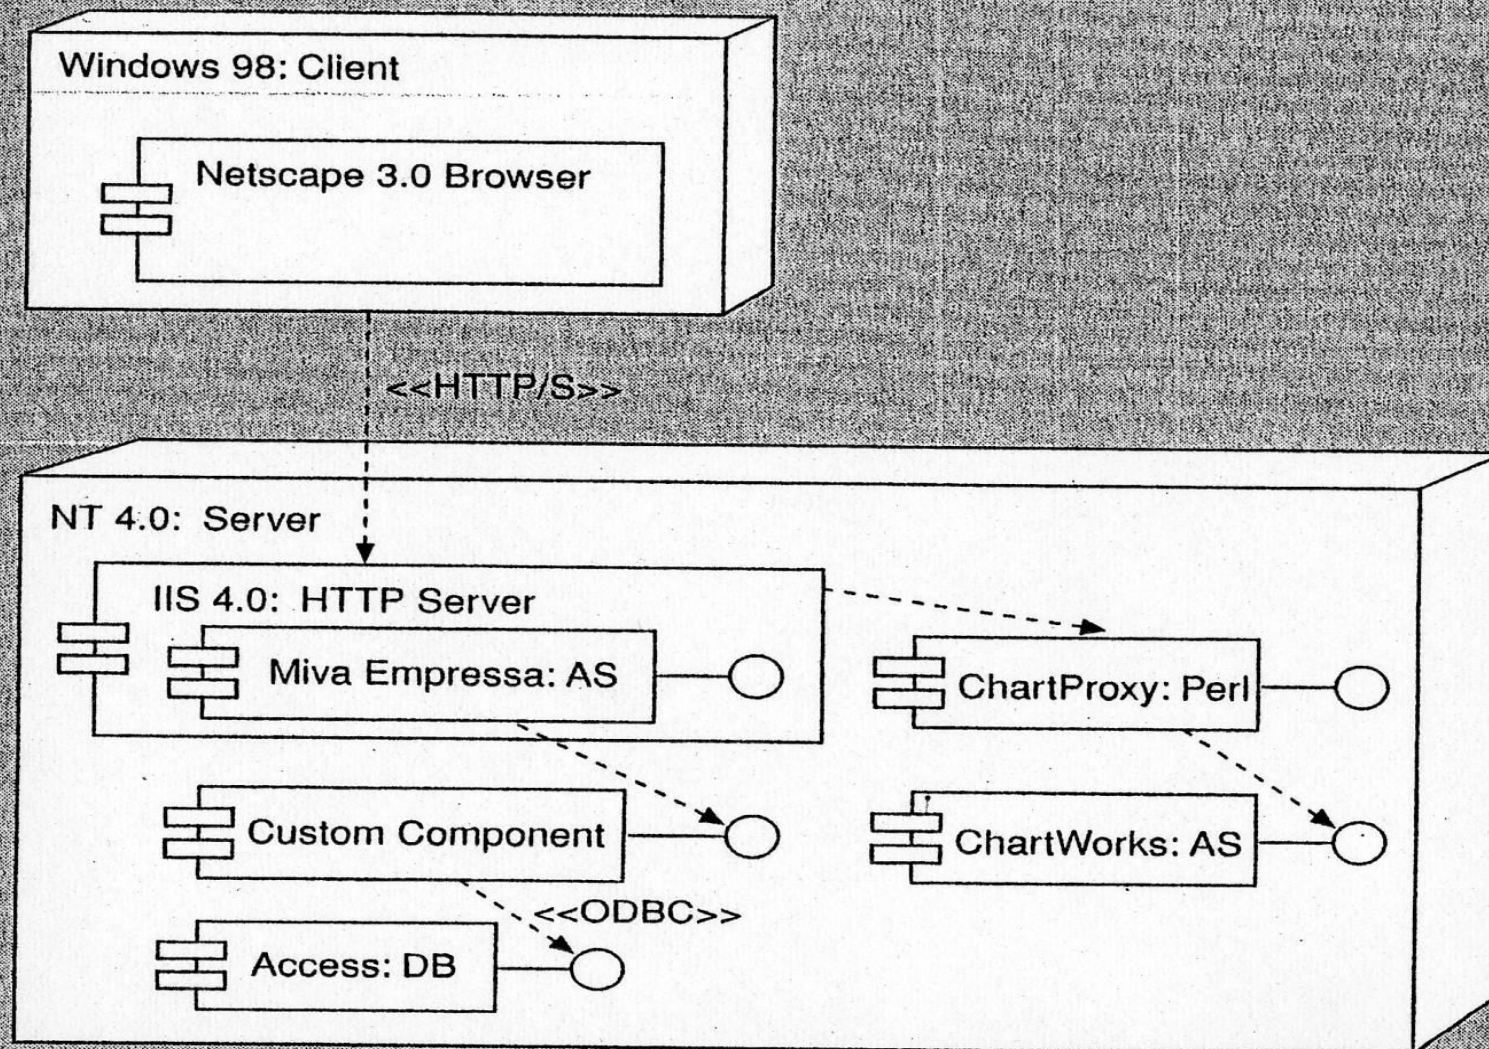 Windows 98: Client
Netscape 3.0 Browser
<<HTTP/S>>
NT 4.0: Server
IIS 4.0: HTTP Server
Miva Empressa: AS
ChartProxy: Perl
Custom Component
ChartWorks: AS
<<ODBC>>
Access: DB